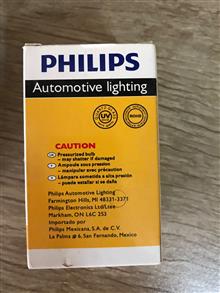 PHILIPS
Automotive lighting
UV
ROHS
CAUTION
Pressurized bulb
– may shatter if damaged
Ampoule sous pression
– manipuler avec précaution
Lámpara sometida a alta presión
– puede estallar si se daña
Philips Automotive Lighting
Farmington Hills, MI 48331-3371
Philips Electronics Ltd/Ltee
Markham, ON L6C 2S3
Importado por
Philips Mexicana, S.A. de C.V.
La Palma # 6, San Fernando, Mexico